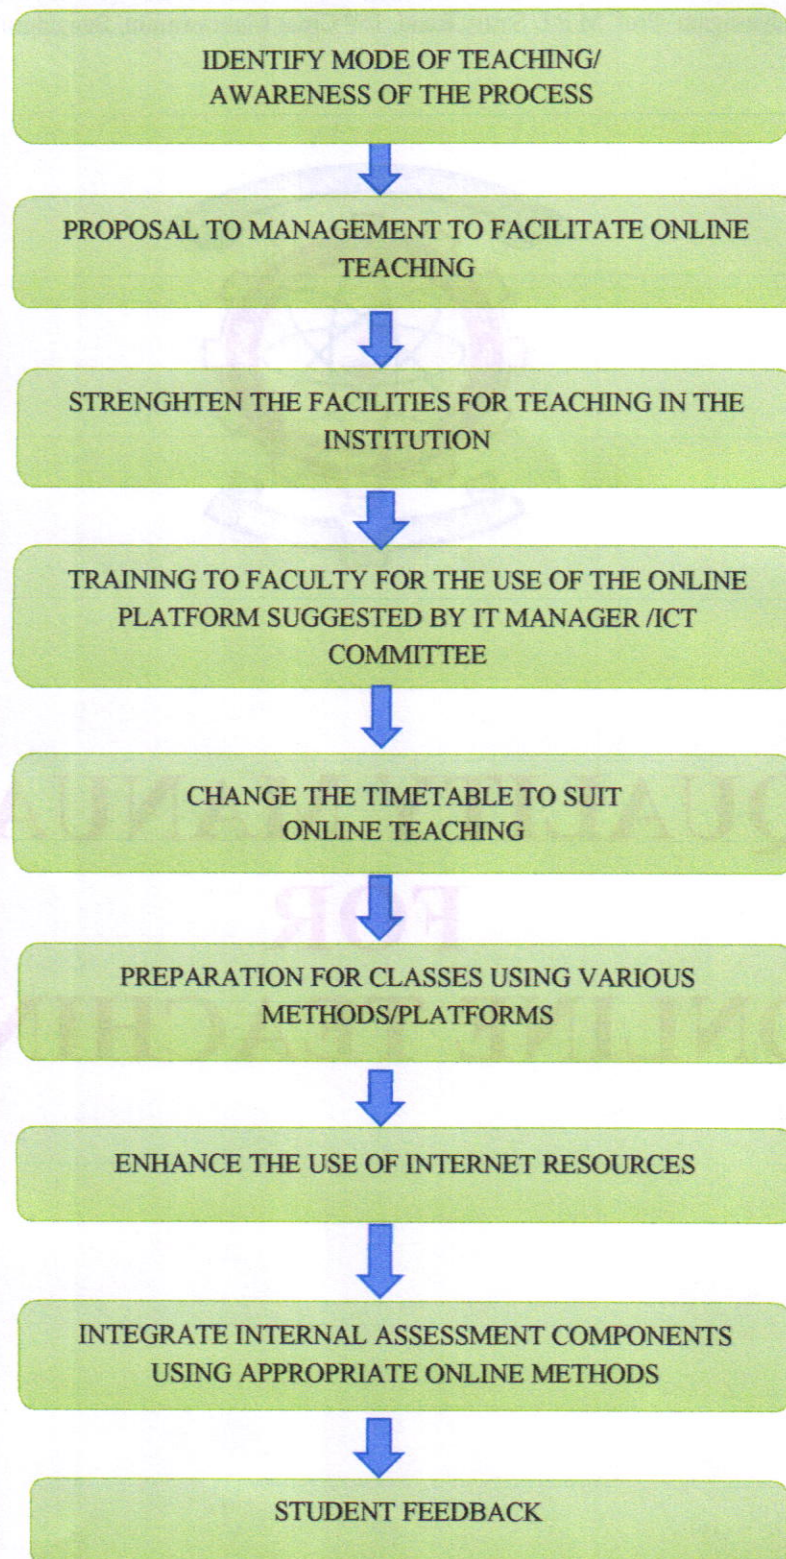 IDENTIFY MODE OF TEACHING/
AWARENESS OF THE PROCESS
PROPOSAL TO MANAGEMENT TO FACILITATE ONLINE
TEACHING
STRENGHTEN THE FACILITIES FOR TEACHING IN THE
INSTITUTION
TRAINING TO FACULTY FOR THE USE OF THE ONLINE
PLATFORM SUGGESTED BY IT MANAGER /ICT
COMMITTEE
CHANGE THE TIMETABLE TO SUIT
ONLINE TEACHING
PREPARATION FOR CLASSES USING VARIOUS
METHODS/PLATFORMS
ENHANCE THE USE OF INTERNET RESOURCES
INTEGRATE INTERNAL ASSESSMENT COMPONENTS
USING APPROPRIATE ONLINE METHODS
STUDENT FEEDBACK